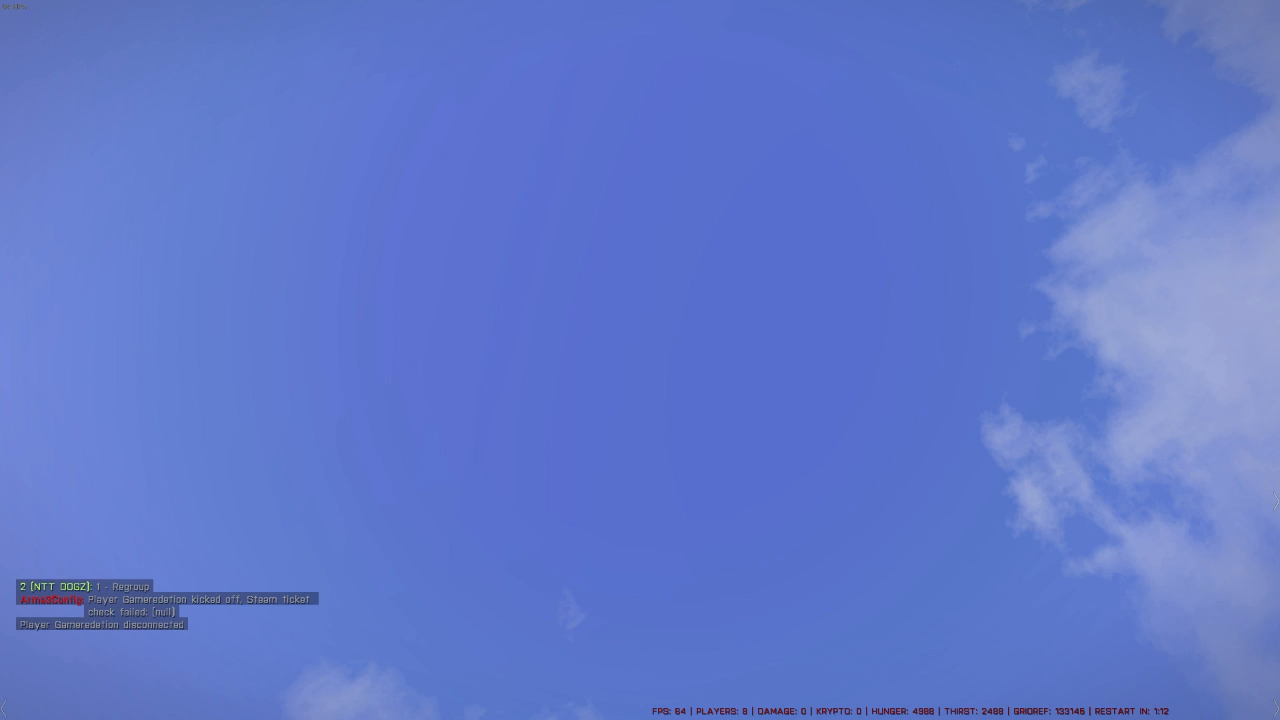 2 (NTT DOGZ): 1 - Regroup
Arma3Config: Player Gameredetion kicked off, Steam ticket
check failed: (null)
Player Gameredetion disconnected
FPS: 64 | PLAYERS: 8 | DAMAGE: 0 | KRYPTO: 0 | HUNGER: 4988 | THIRST: 2488 | GRIDREF: 133145 | RESTART IN: 1:12